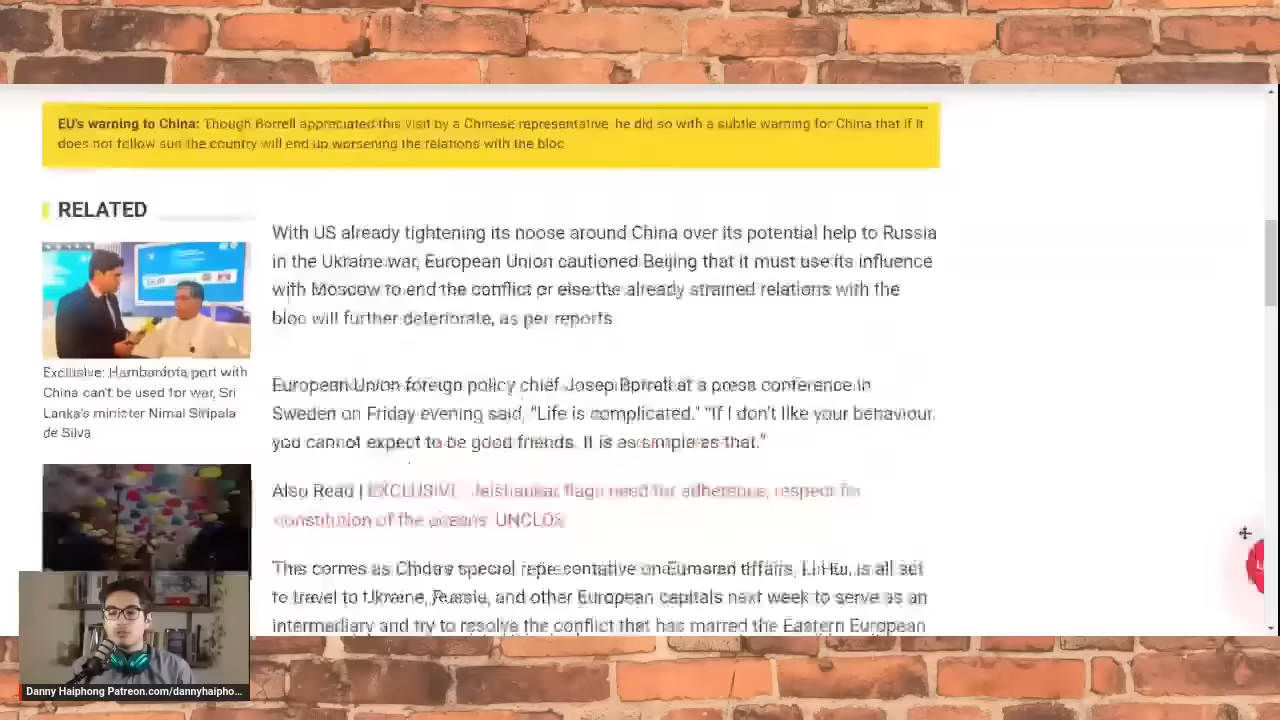 EU's warning to China: Though Borrell appreciated this visit by a Chinese representative he did so with a subtle warning for China that if it
does not follow suit the country will end up worsening the relations with the bloc
RELATED
With US already tightening its noose around China over its potential help to Russia
in the Ukraine war, European Union cautioned Beijing that it must use its influence
with Moscow to end the conflict or else the already strained relations with the
bloc will further deteriorate, as per reports
Exclusive: Hambantota port with
China can't be used for war, Sri
Lanka's minister Nimal Siripala
de Silva
European Union foreign policy chief Josep Borrell at a press conference in
Sweden on Friday evening said, "Life is complicated." "If I don't like your behaviour
you cannot expect to be good friends. It is as simple as that."
Also Read | EXCLUSIVE: Jaishankar flags need for adherence, respect for
constitution of the oceans UNCLOS
This comes as China's special representative on Eurasian affairs, Li Hui, is all set
to travel to Ukraine, Russia, and other European capitals next week to serve as an
intermediary and try to resolve the conflict that has marred the Eastern European
Danny Haiphong Patreon.com/dannyhaipho...